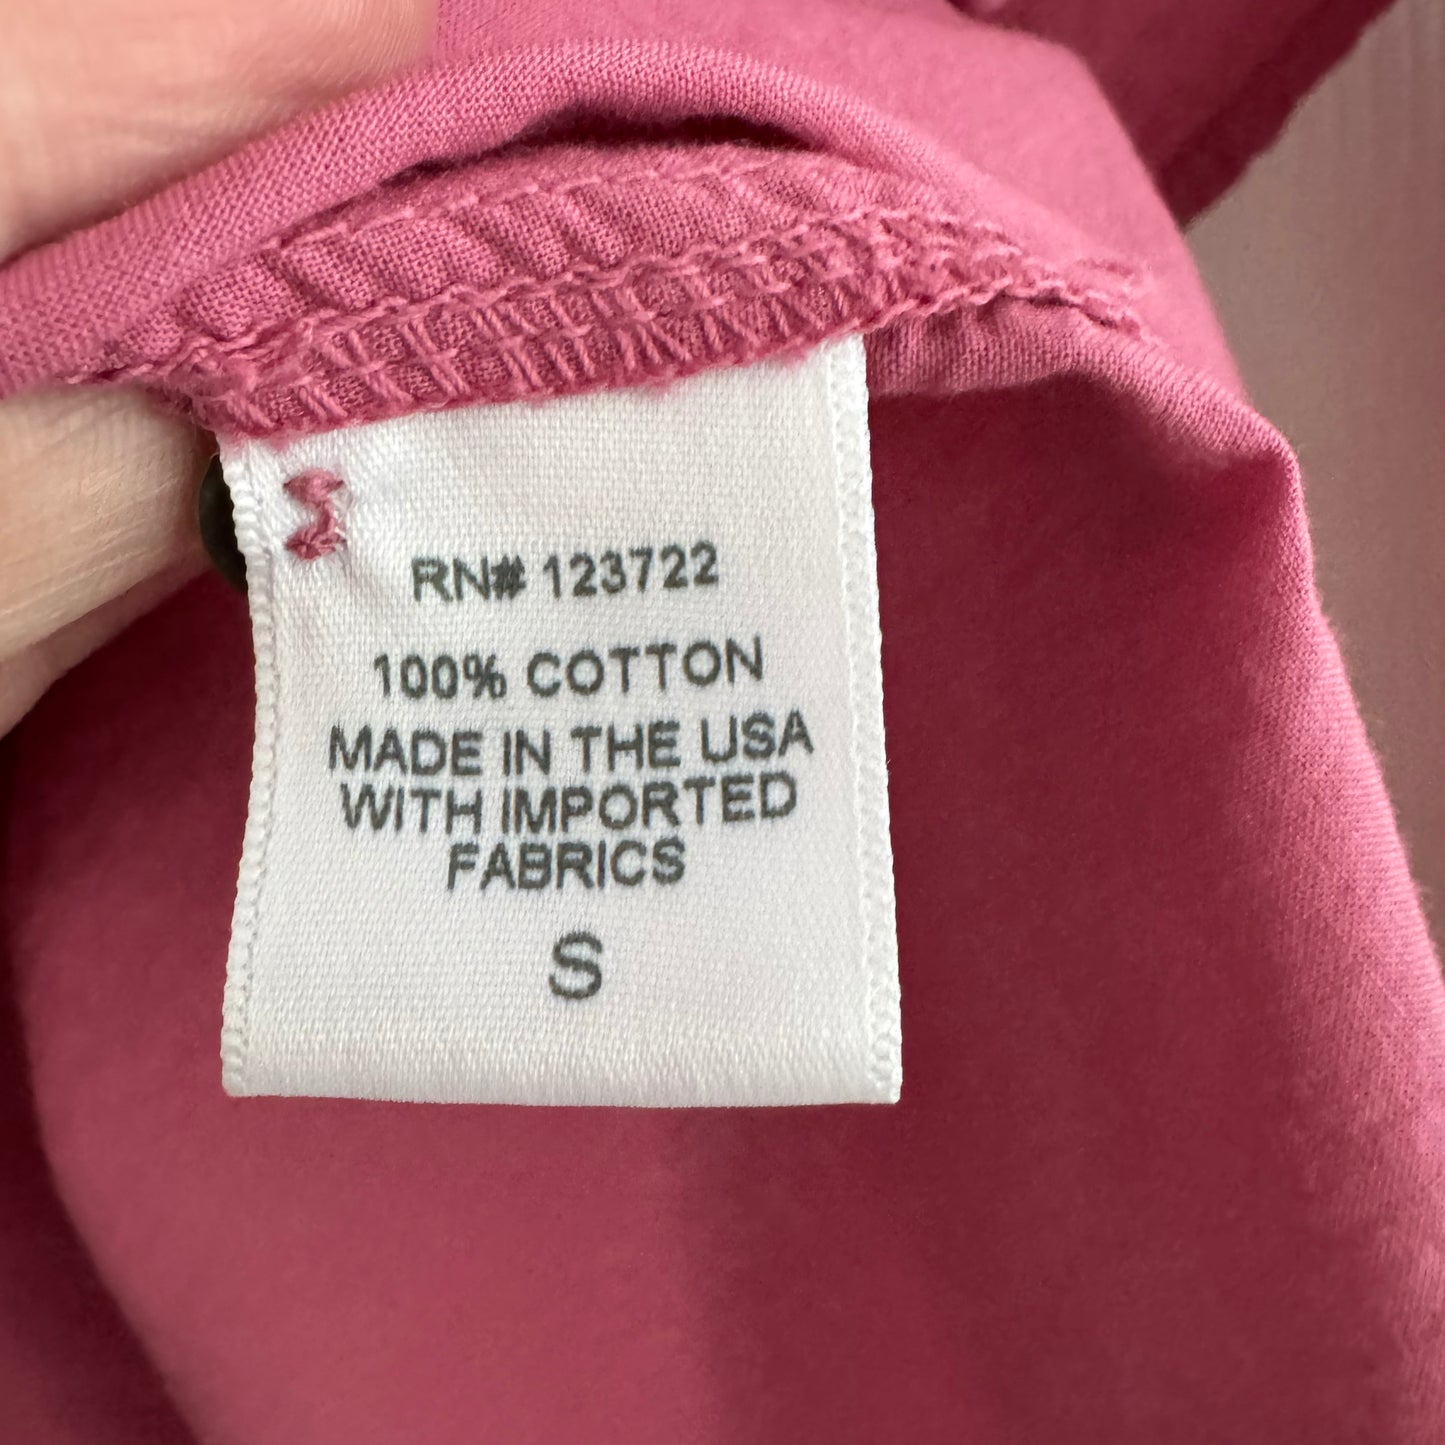 RN# 123722
100% COTTON
MADE IN THE USA
WITH IMPORTED
FABRICS
S